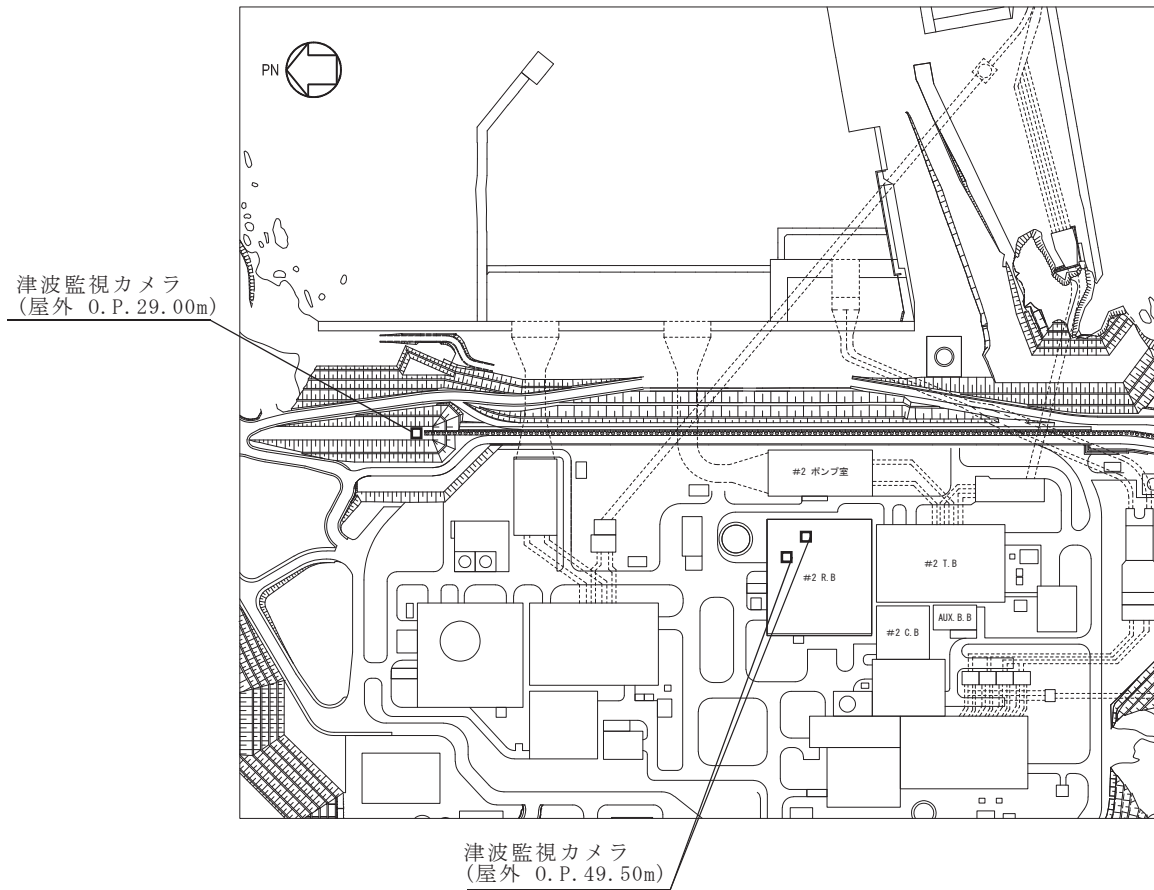 PN
津波監視カメラ
(屋外 O.P.29.00m)
#2 ポンプ室
#2 R.B
#2 T.B
#2 C.B
AUX.B.B
津波監視カメラ
(屋外 O.P.49.50m)